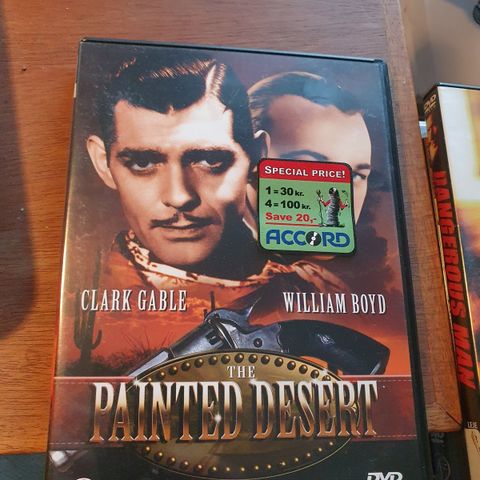 SPECIAL PRICE!
1 = 30 kr.
4 = 100 kr.
Save 20,-
ACCORD
CLARK GABLE
WILLIAM BOYD
THE
PAINTED DESERT
DVD
DVD
DANGEROUS MAN